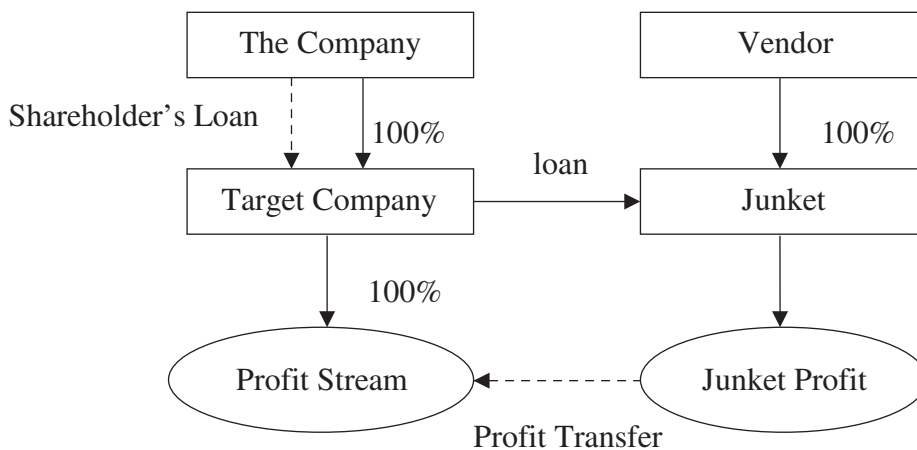 The Company
Vendor
Shareholder’s Loan
100%
100%
loan
Target Company
Junket
100%
Profit Stream
Junket Profit
Profit Transfer